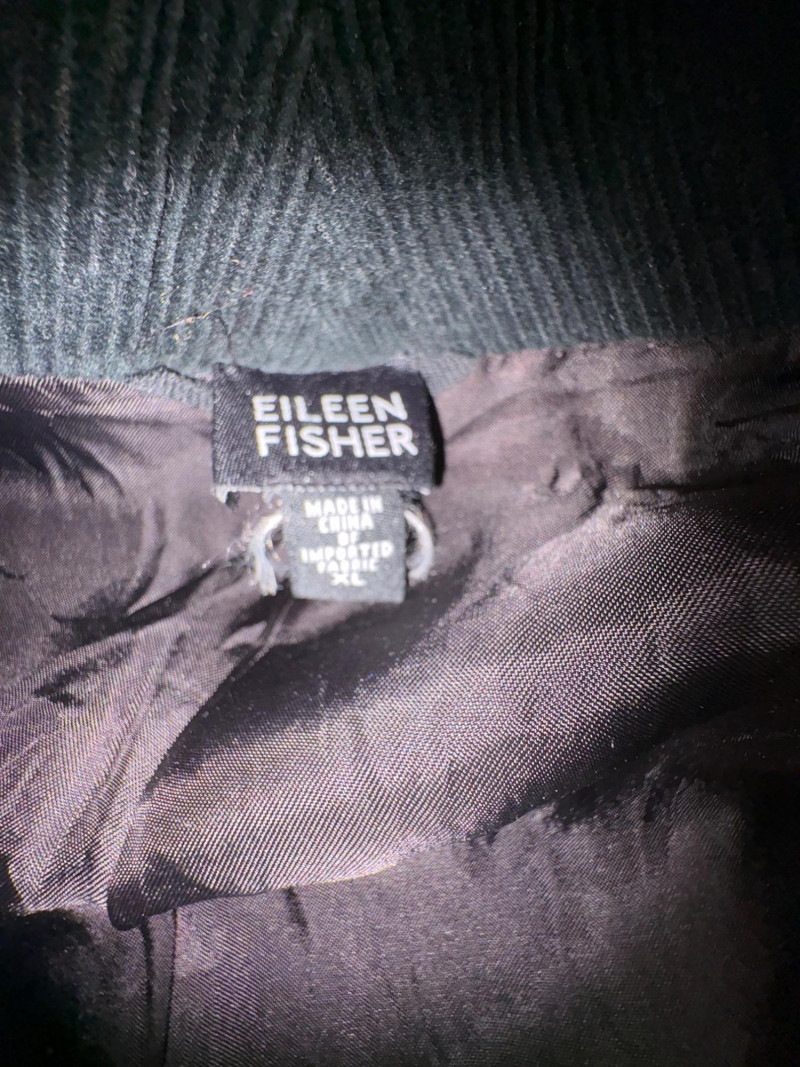 EILEEN
FISHER
MADE IN
CHINA
OF
IMPORTED
FABRIC
XL